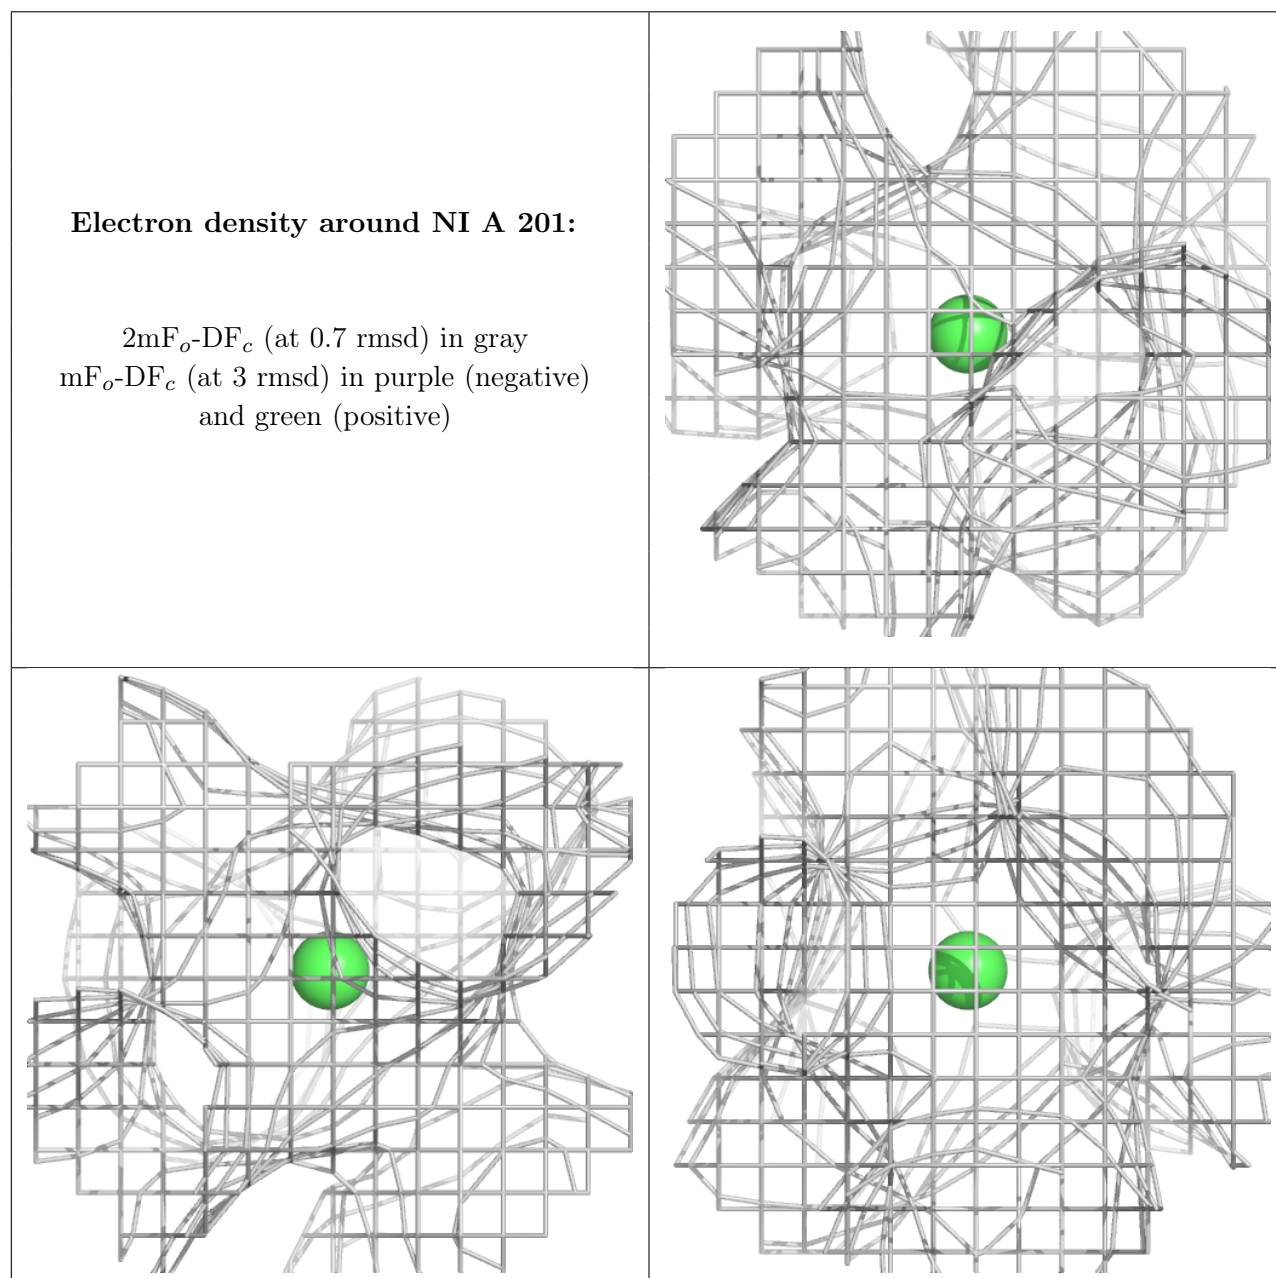 Electron density around NI A 201:
2mFo-DFc (at 0.7 rmsd) in gray
mFo-DFc (at 3 rmsd) in purple (negative)
and green (positive)